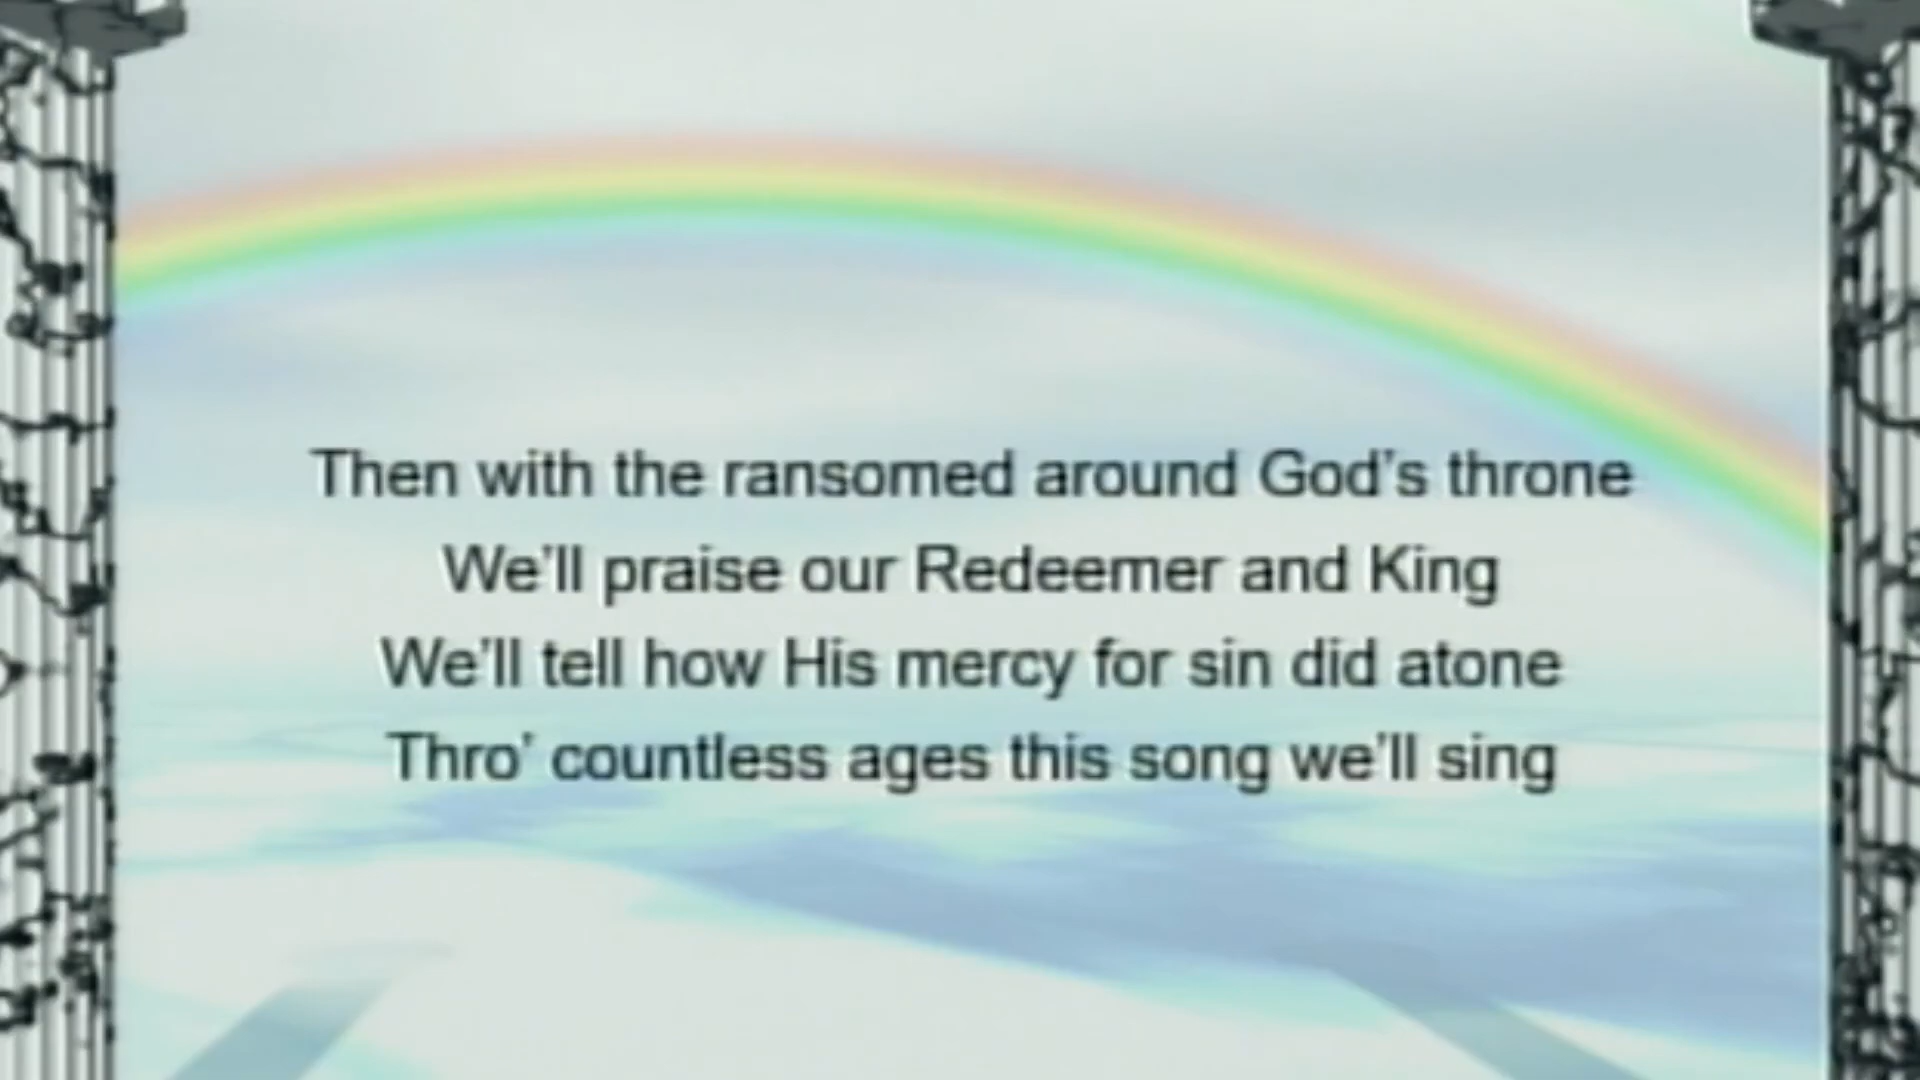 Then with the ransomed around God's throne
We'll praise our Redeemer and King
We'll tell how His mercy for sin did atone
Thro' countless ages this song we'll sing